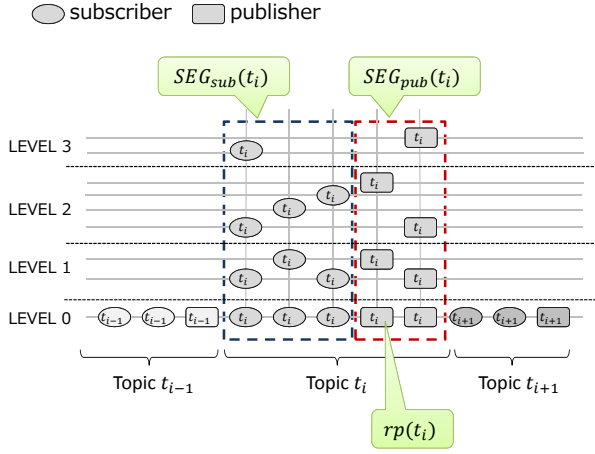 subscriber publisher
SEG_sub(t_i) SEG_pub(t_i)
LEVEL 3 t_i t_i
t_i
LEVEL 2 t_i t_i t_i
t_i t_i
LEVEL 1 t_i t_i
t_i t_i t_i
LEVEL 0 t_{i−1} t_{i−1} t_{i−1} t_i t_i t_i t_i t_i t_{i+1} t_{i+1} t_{i+1}
Topic t_{i−1} Topic t_i Topic t_{i+1}
rp(t_i)